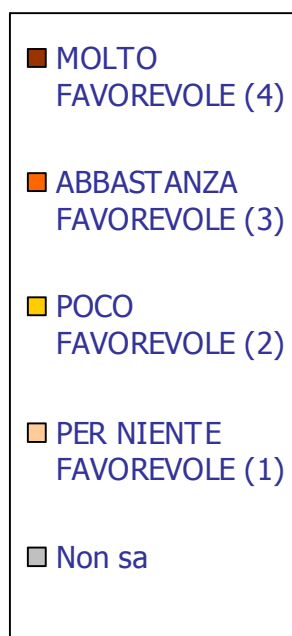 MOLTO
FAVOREVOLE (4)
ABBASTANZA
FAVOREVOLE (3)
POCO
FAVOREVOLE (2)
PER NIENTE
FAVOREVOLE (1)
Non sa